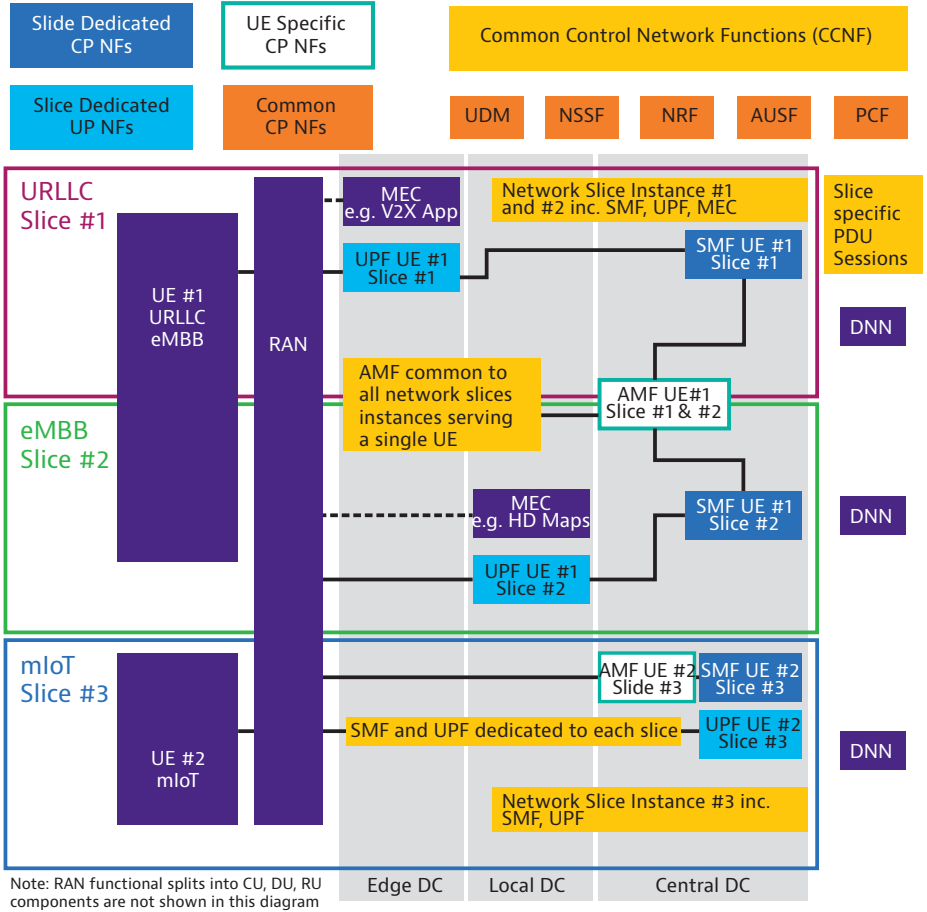 Slide Dedicated
CP NFs
UE Specific
CP NFs
Common Control Network Functions (CCNF)
Slice Dedicated
UP NFs
Common
CP NFs
UDM
NSSF
NRF
AUSF
PCF
URLLC
Slice #1
MEC
e.g. V2X App
Network Slice Instance #1
and #2 inc. SMF, UPF, MEC
Slice
specific
PDU
Sessions
UPF UE #1
Slice #1
SMF UE #1
Slice #1
UE #1
URLLC
eMBB
RAN
DNN
AMF common to
all network slices
instances serving
a single UE
AMF UE#1
Slice #1 & #2
eMBB
Slice #2
MEC
e.g. HD Maps
SMF UE #1
Slice #2
DNN
UPF UE #1
Slice #2
mIoT
Slice #3
AMF UE #2
Slide #3
SMF UE #2
Slice #3
SMF and UPF dedicated to each slice
UPF UE #2
Slice #3
UE #2
mIoT
DNN
Network Slice Instance #3 inc.
SMF, UPF
Note: RAN functional splits into CU, DU, RU
components are not shown in this diagram
Edge DC
Local DC
Central DC